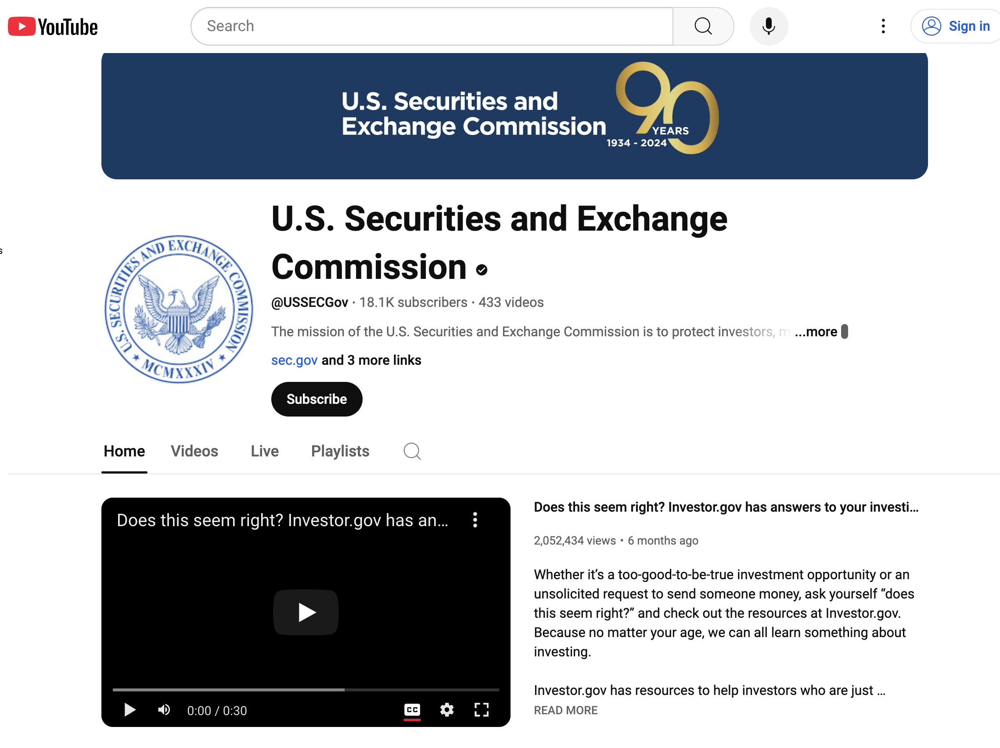 YouTube
Search
Sign in
U.S. Securities and
Exchange Commission
90
YEARS
1934 - 2024
s
U.S. SECURITIES AND EXCHANGE COMMISSION
★ MCMXXXIV ★
U.S. Securities and Exchange
Commission
@USSECGov · 18.1K subscribers · 433 videos
The mission of the U.S. Securities and Exchange Commission is to protect investors, ...more
sec.gov and 3 more links
Subscribe
Home Videos Live Playlists
Does this seem right? Investor.gov has an...
0:00 / 0:30
CC
Does this seem right? Investor.gov has answers to your investi...
2,052,434 views • 6 months ago
Whether it’s a too-good-to-be-true investment opportunity or an
unsolicited request to send someone money, ask yourself “does
this seem right?” and check out the resources at Investor.gov.
Because no matter your age, we can all learn something about
investing.
Investor.gov has resources to help investors who are just ...
READ MORE